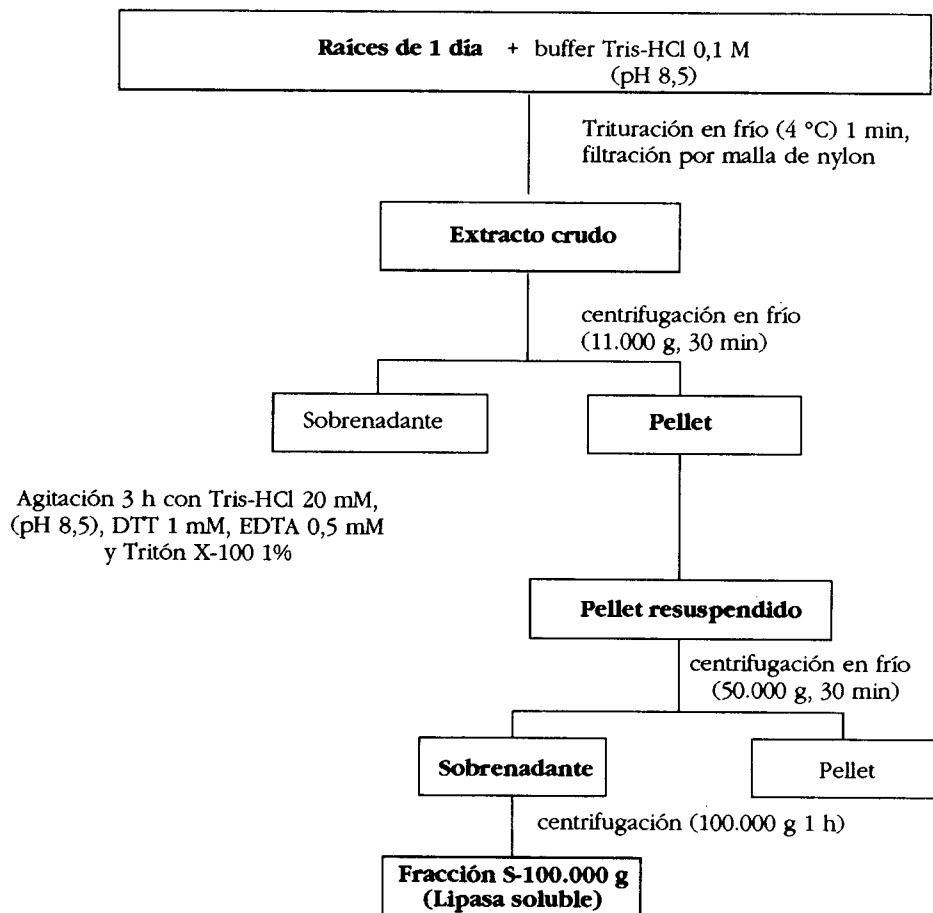 Raíces de 1 día + buffer Tris-HCl 0,1 M
(pH 8,5)
Trituración en frío (4 °C) 1 min,
filtración por malla de nylon
Extracto crudo
centrifugación en frío
(11.000 g, 30 min)
Sobrenadante
Pellet
Agitación 3 h con Tris-HCl 20 mM,
(pH 8,5), DTT 1 mM, EDTA 0,5 mM
y Tritón X-100 1%
Pellet resuspendido
centrifugación en frío
(50.000 g, 30 min)
Sobrenadante
Pellet
centrifugación (100.000 g 1 h)
Fracción S-100.000 g
(Lipasa soluble)